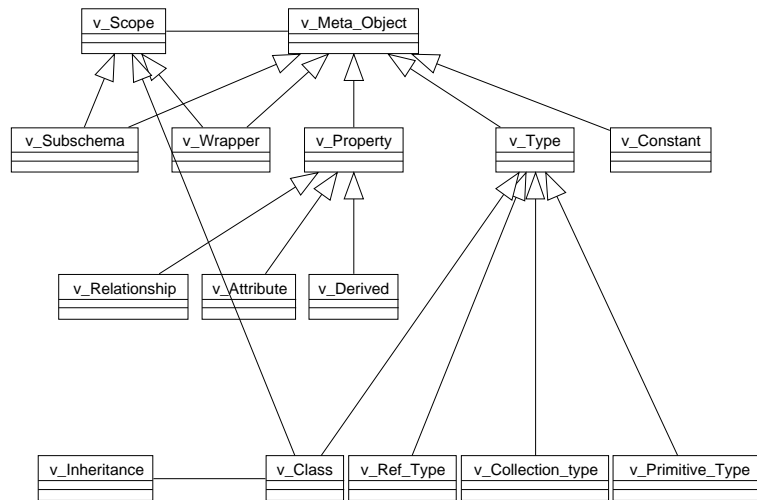 v_Scope
v_Meta_Object
v_Subschema
v_Wrapper
v_Property
v_Type
v_Constant
v_Relationship
v_Attribute
v_Derived
v_Inheritance
v_Class
v_Ref_Type
v_Collection_type
v_Primitive_Type